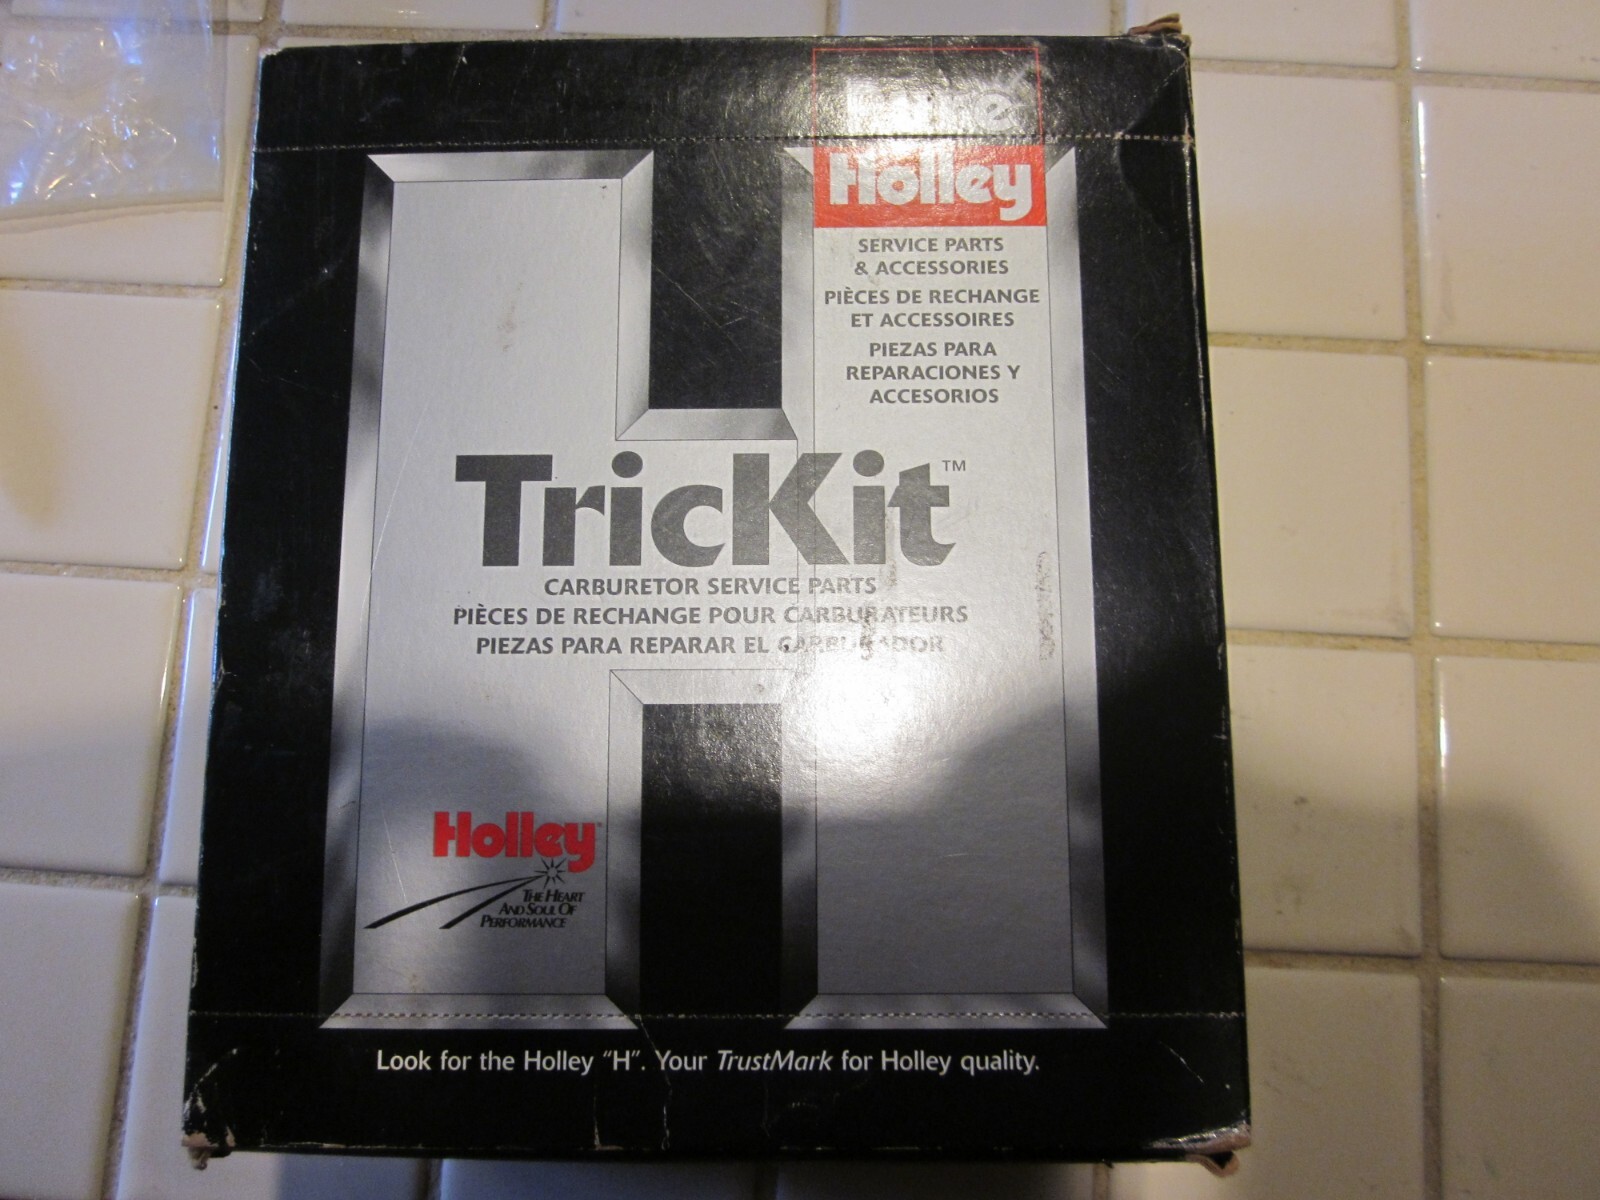 Holley
SERVICE PARTS
& ACCESSORIES
PIÈCES DE RECHANGE
ET ACCESSOIRES
PIEZAS PARA
REPARACIONES Y
ACCESORIOS
TricKit™
CARBURETOR SERVICE PARTS
PIÈCES DE RECHANGE POUR CARBURATEURS
PIEZAS PARA REPARAR EL CARBURADOR
Holley
THE HEART
AND SOUL OF
PERFORMANCE
Look for the Holley “H”. Your TrustMark for Holley quality.